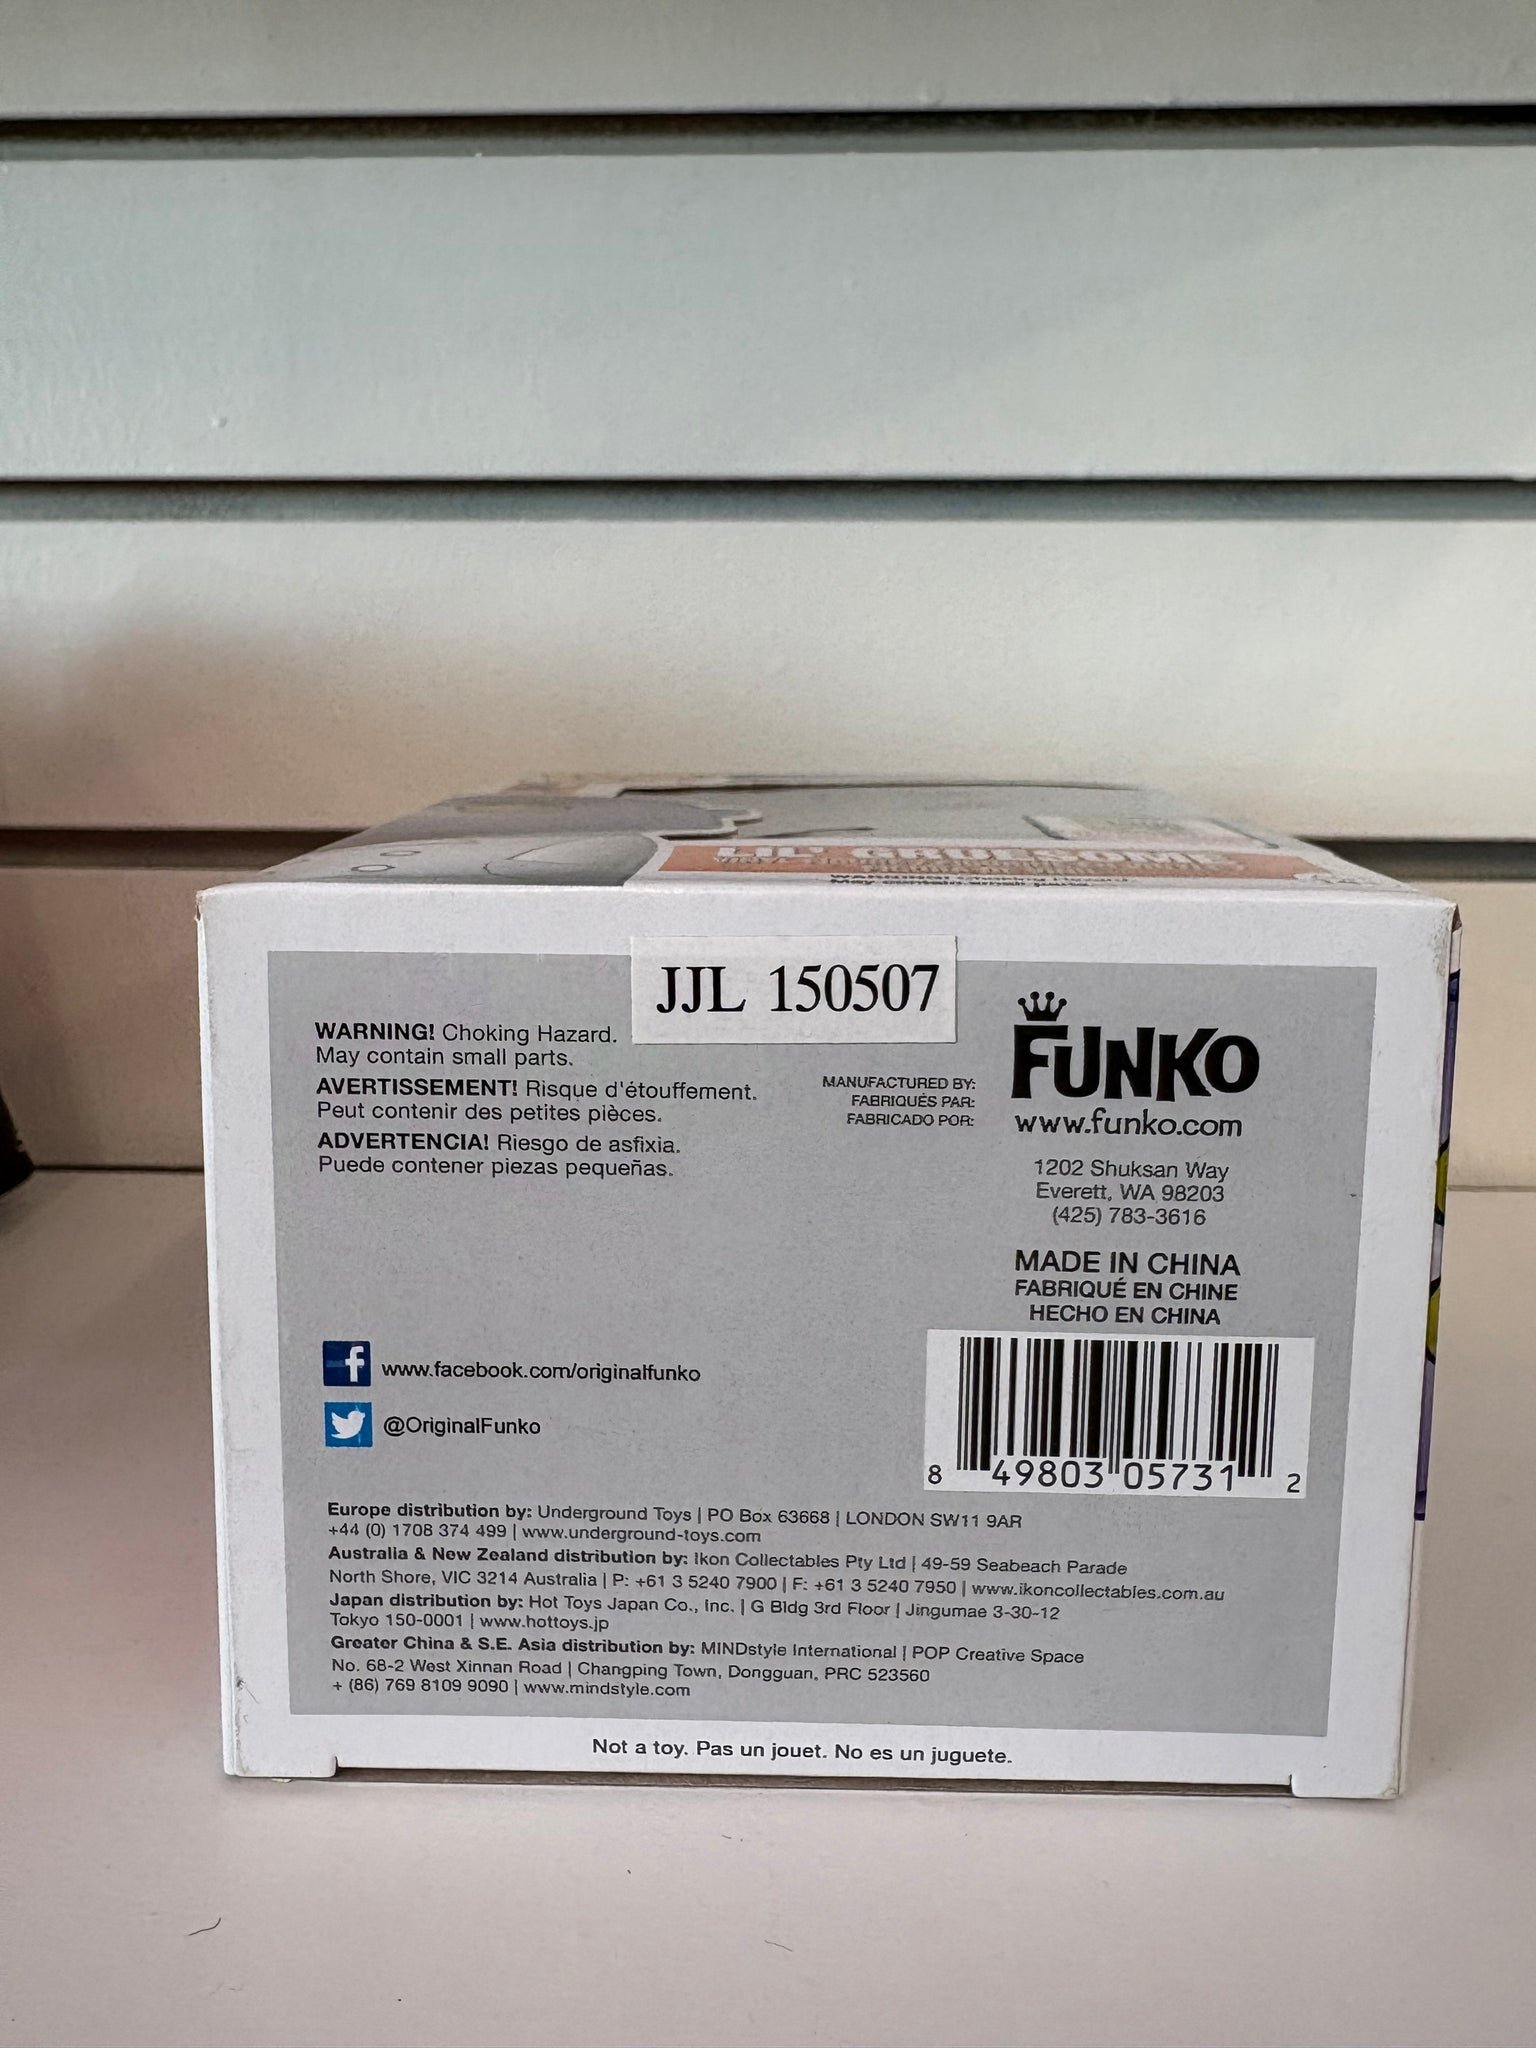 LIL' GRUESOME
WARNING: Choking Hazard.
May contain small parts.
JJL 150507
WARNING! Choking Hazard.
May contain small parts.
AVERTISSEMENT! Risque d'étouffement.
Peut contenir des petites pièces.
ADVERTENCIA! Riesgo de asfixia.
Puede contener piezas pequeñas.
MANUFACTURED BY:
FABRIQUÉS PAR:
FABRICADO POR:
FUNKO
www.funko.com
1202 Shuksan Way
Everett, WA 98203
(425) 783-3616
MADE IN CHINA
FABRIQUÉ EN CHINE
HECHO EN CHINA
f www.facebook.com/originalfunko
@OriginalFunko
8 49803 05731 2
Europe distribution by: Underground Toys | PO Box 63668 | LONDON SW11 9AR
+44 (0) 1708 374 499 | www.underground-toys.com
Australia & New Zealand distribution by: Ikon Collectables Pty Ltd | 49-59 Seabeach Parade
North Shore, VIC 3214 Australia | P: +61 3 5240 7900 | F: +61 3 5240 7950 | www.ikoncollectables.com.au
Japan distribution by: Hot Toys Japan Co., Inc. | G Bldg 3rd Floor | Jingumae 3-30-12
Tokyo 150-0001 | www.hottoys.jp
Greater China & S.E. Asia distribution by: MINDstyle International | POP Creative Space
No. 68-2 West Xinnan Road | Changping Town, Dongguan, PRC 523560
+ (86) 769 8109 9090 | www.mindstyle.com
Not a toy. Pas un jouet. No es un juguete.